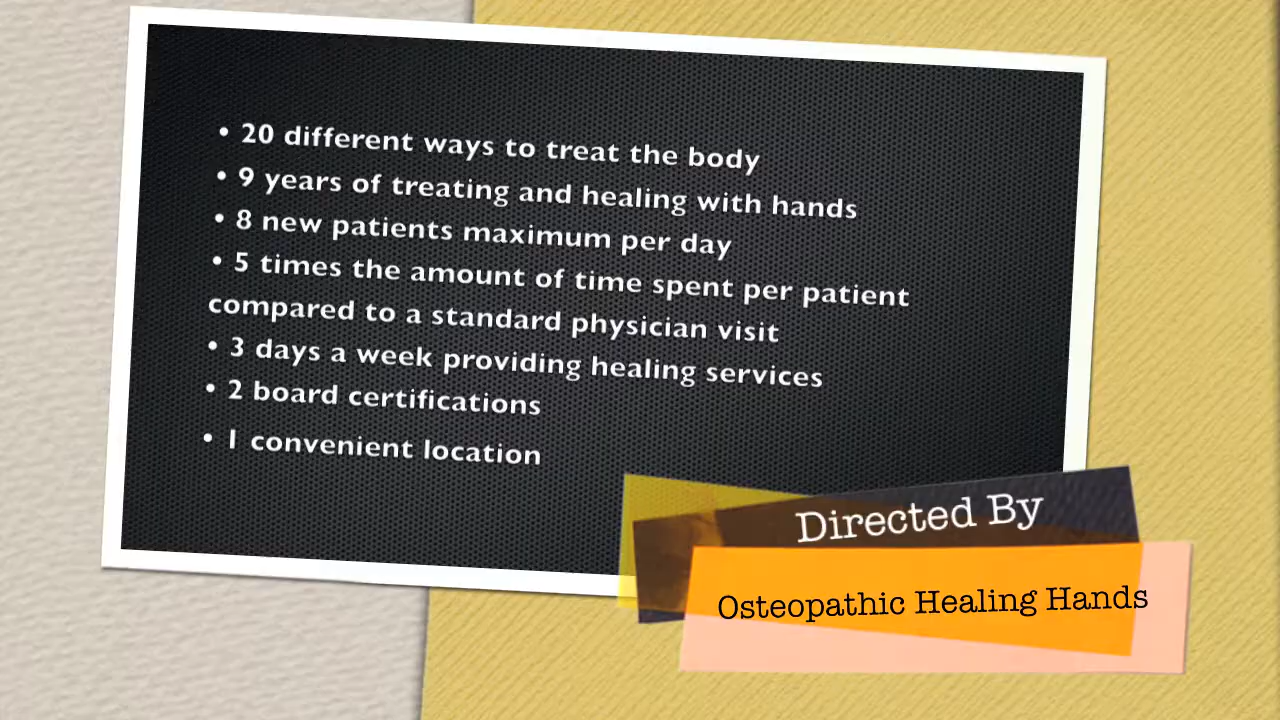 • 20 different ways to treat the body
• 9 years of treating and healing with hands
• 8 new patients maximum per day
• 5 times the amount of time spent per patient
compared to a standard physician visit
• 3 days a week providing healing services
• 2 board certifications
• 1 convenient location
Directed By
Osteopathic Healing Hands